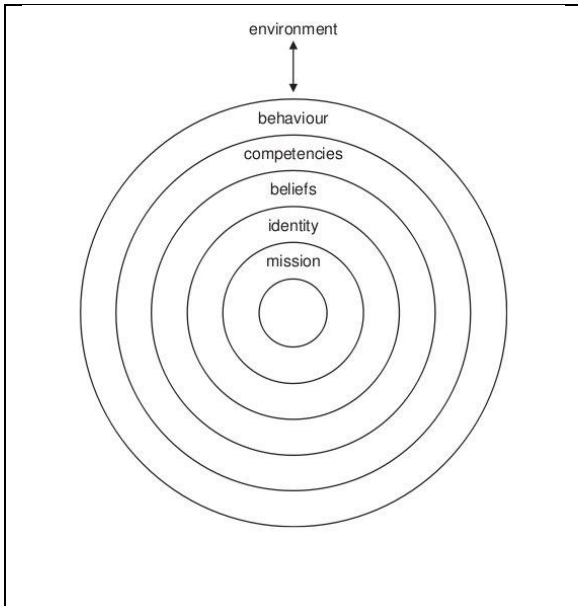 environment
behaviour
competencies
beliefs
identity
mission